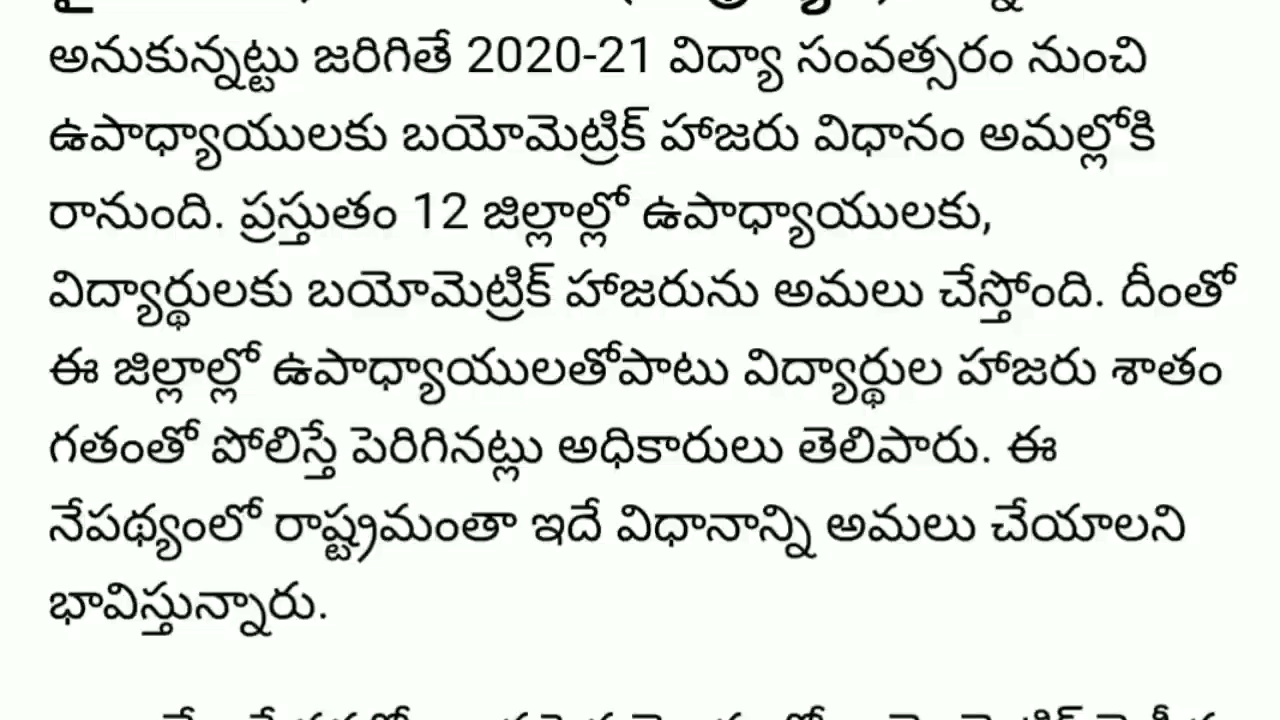 అనుకున్నట్టు జరిగితే 2020-21 విద్యా సంవత్సరం నుంచి
ఉపాధ్యాయులకు బయోమెట్రిక్ హాజరు విధానం అమల్లోకి
రానుంది. ప్రస్తుతం 12 జిల్లాల్లో ఉపాధ్యాయులకు,
విద్యార్థులకు బయోమెట్రిక్ హాజరును అమలు చేస్తోంది. దీంతో
ఈ జిల్లాల్లో ఉపాధ్యాయులతోపాటు విద్యార్థుల హాజరు శాతం
గతంతో పోలిస్తే పెరిగినట్లు అధికారులు తెలిపారు. ఈ
నేపథ్యంలో రాష్ట్రమంతా ఇదే విధానాన్ని అమలు చేయాలని
భావిస్తున్నారు.